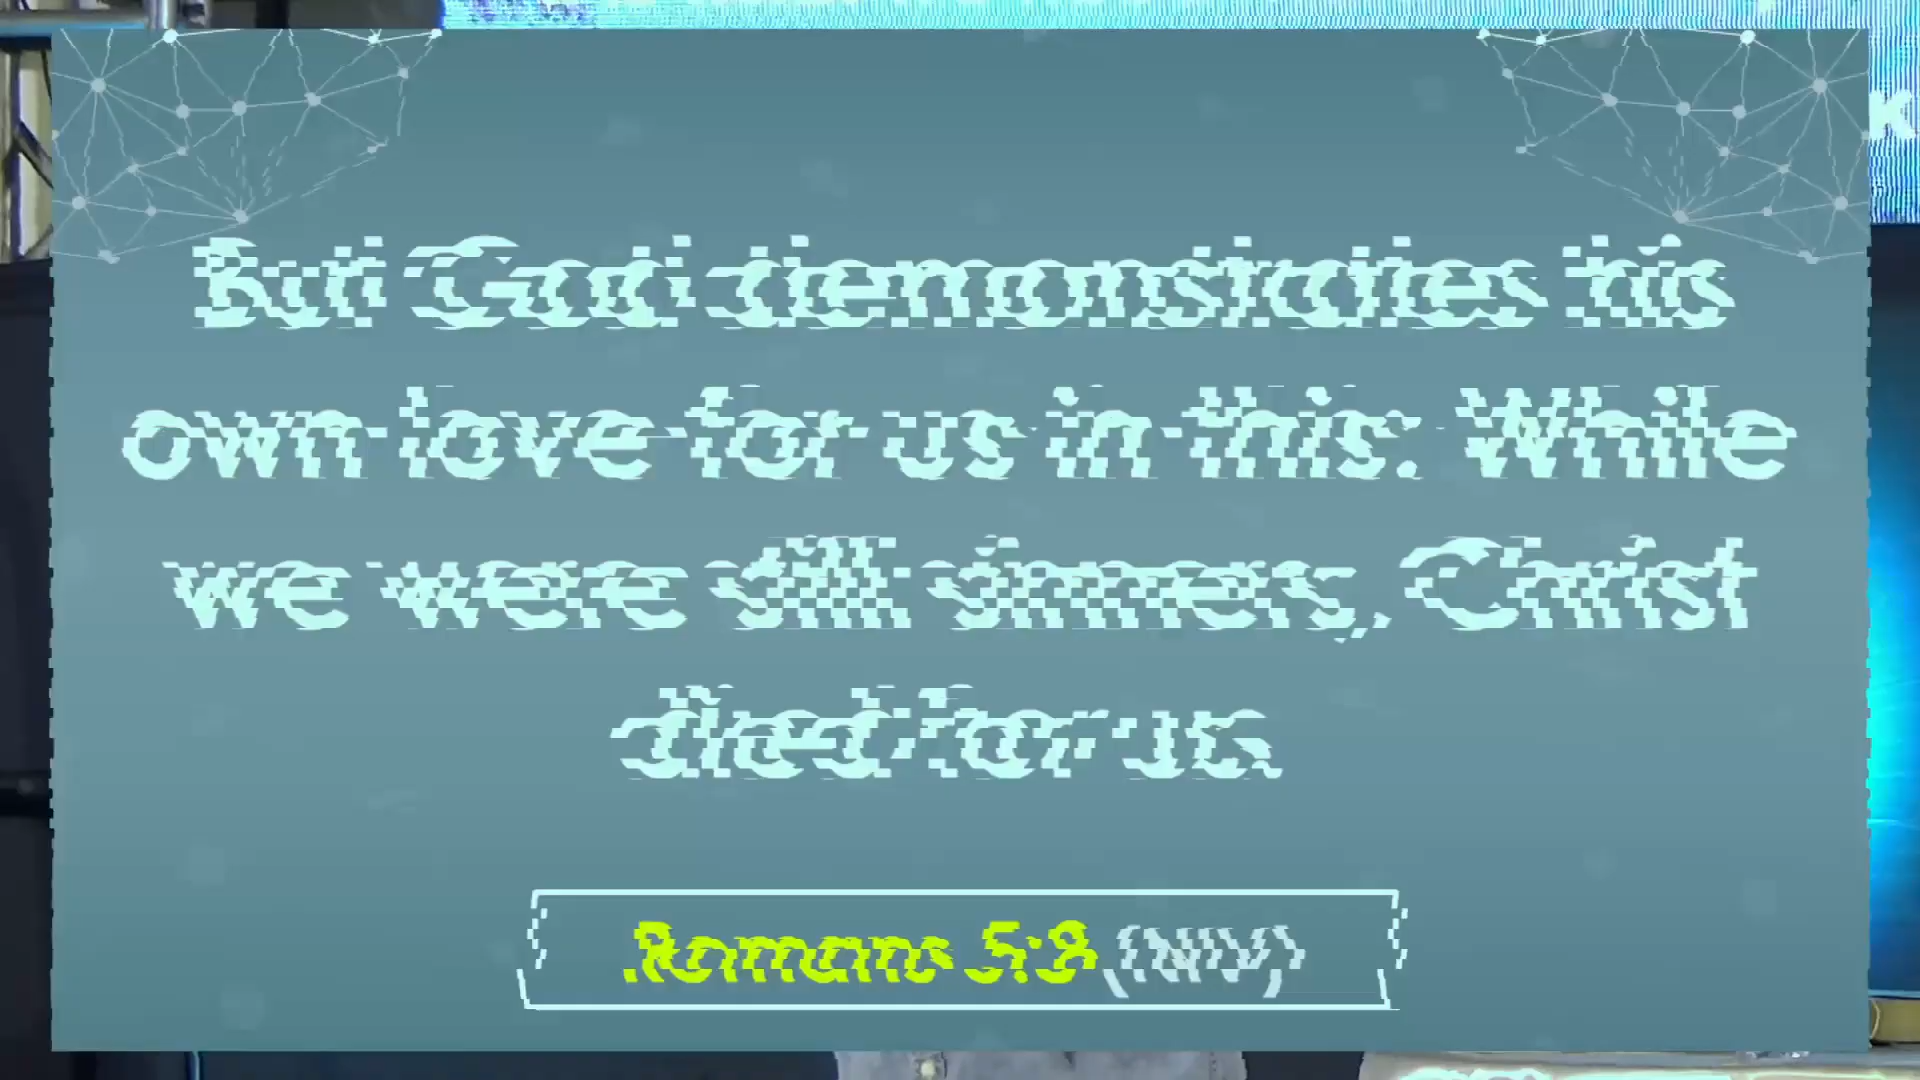 But God demonstrates his
own love for us in this: While
we were still sinners, Christ
died for us.
Romans 5:8 (NIV)
K